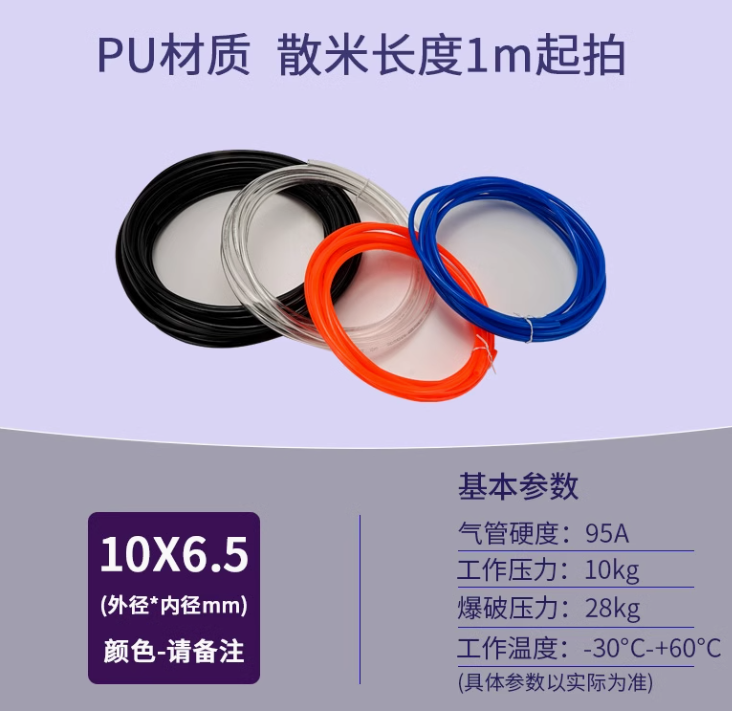 PU材质 散米长度1m起拍
10X6.5
(外径*内径mm)
颜色-请备注
基本参数
气管硬度：95A
工作压力：10kg
爆破压力：28kg
工作温度：-30°C-+60°C
(具体参数以实际为准)